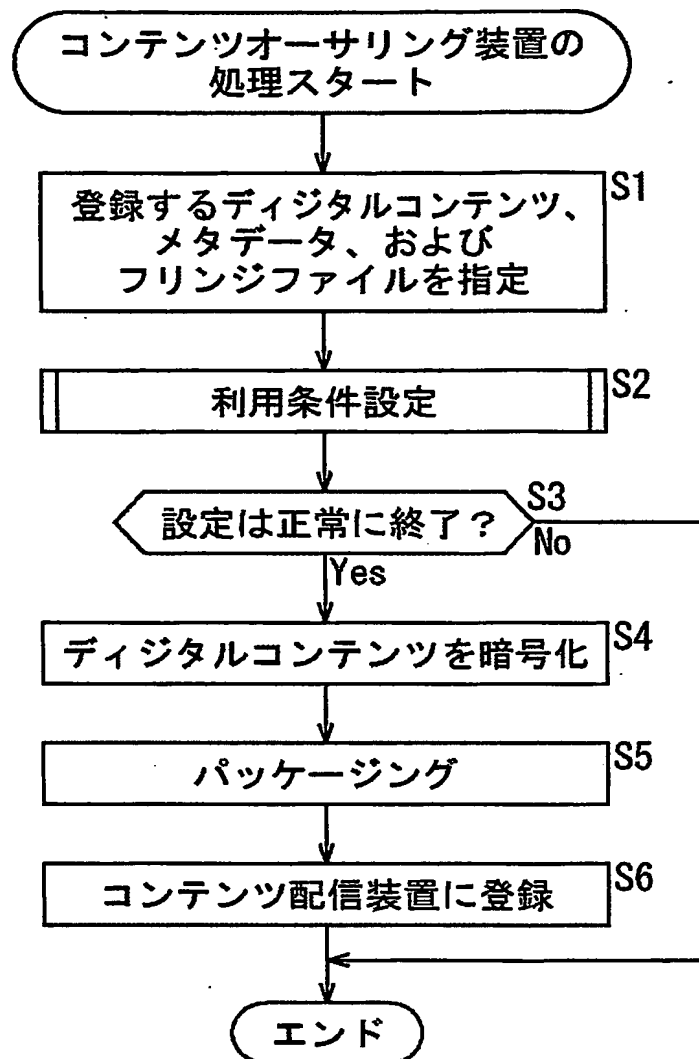 コンテンツオーサリング装置の
処理スタート
S1
登録するディジタルコンテンツ、
メタデータ、および
フリンジファイルを指定
S2
利用条件設定
S3
設定は正常に終了？
No
Yes
S4
ディジタルコンテンツを暗号化
S5
パッケージング
S6
コンテンツ配信装置に登録
エンド